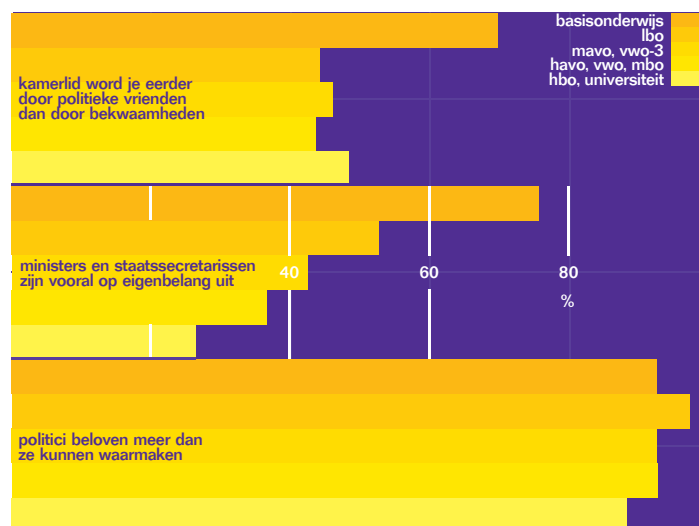 basisonderwijs
lbo
mavo, vwo-3
havo, vwo, mbo
hbo, universiteit
kamerlid word je eerder
door politieke vrienden
dan door bekwaamheden
ministers en staatssecretarissen
zijn vooral op eigenbelang uit
40
60
80
%
politici beloven meer dan
ze kunnen waarmaken